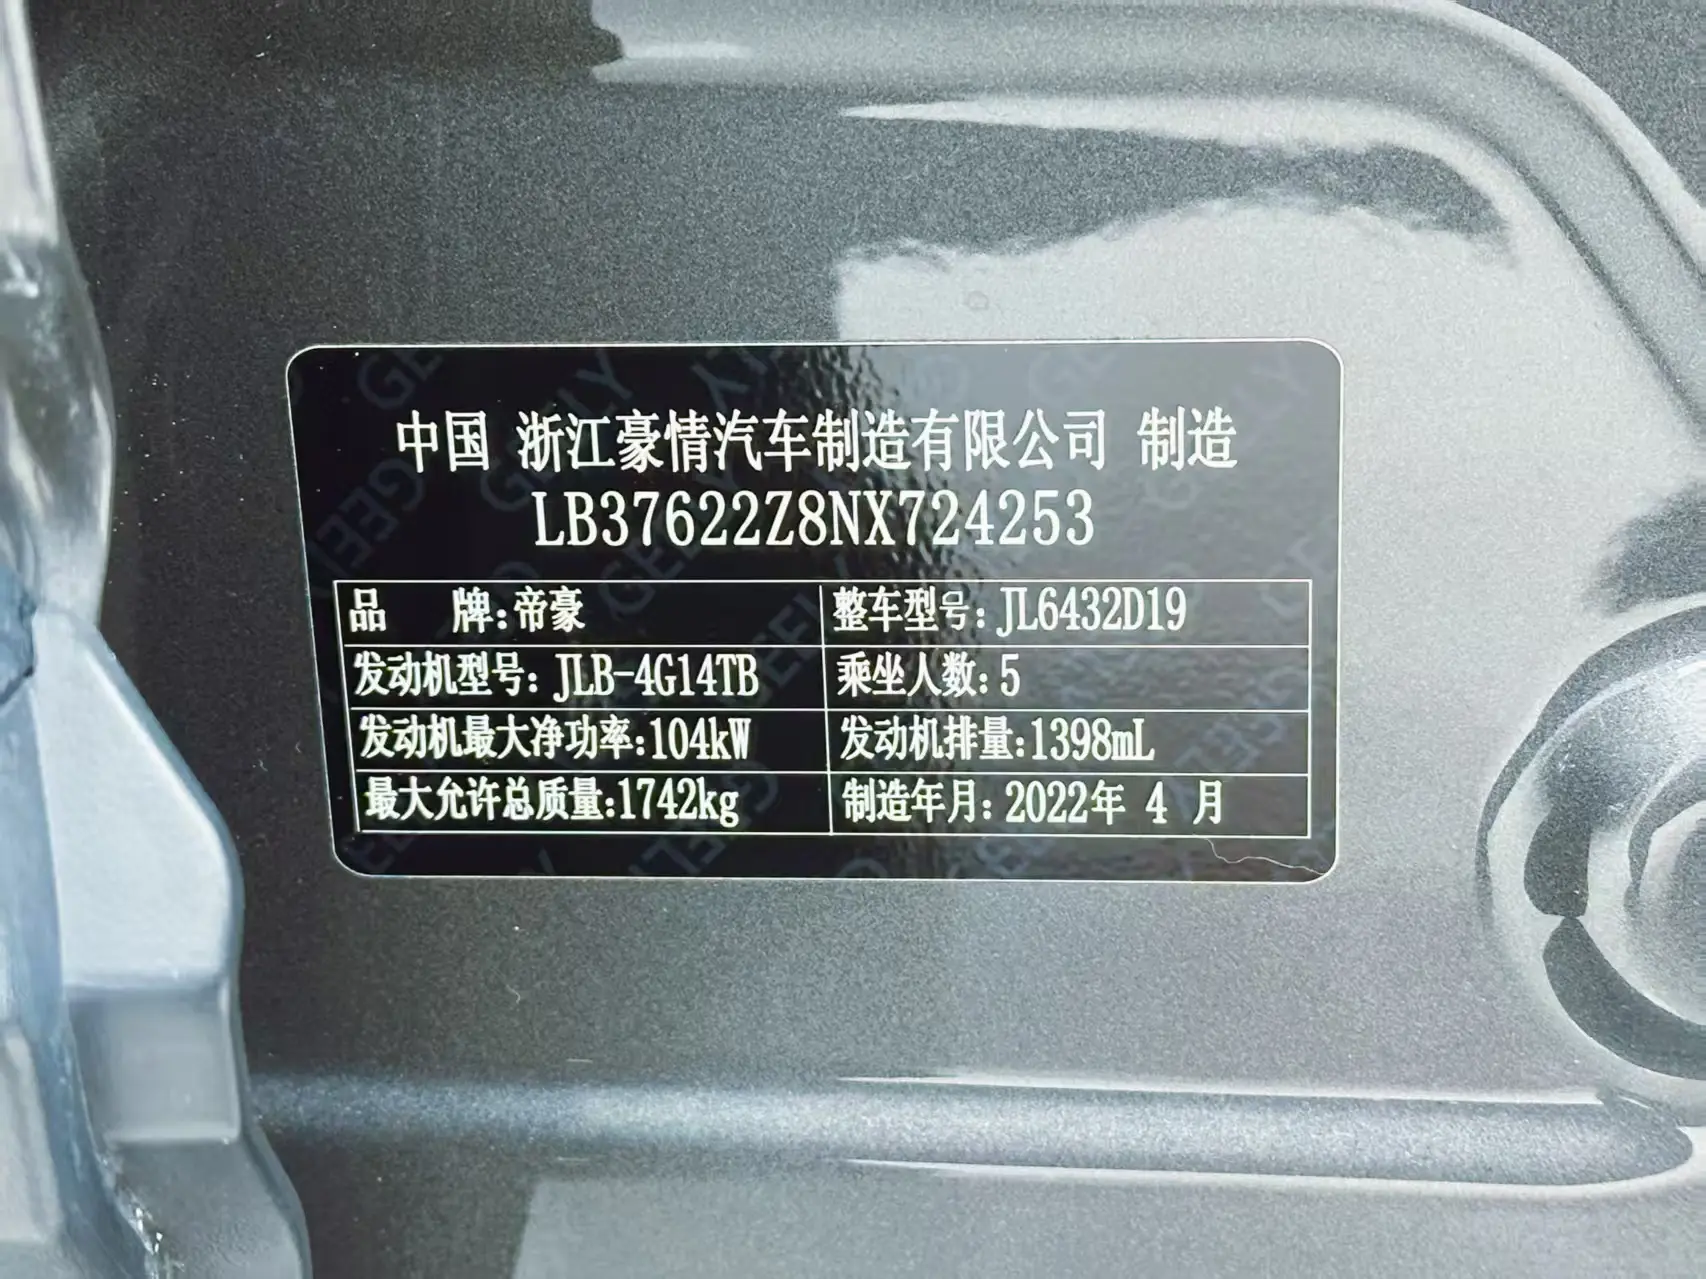 中国 浙江豪情汽车制造有限公司 制造
LB37622Z8NX724253
品 牌:帝豪 整车型号:JL6432D19
发动机型号:JLB-4G14TB 乘坐人数:5
发动机最大净功率:104kW 发动机排量:1398mL
最大允许总质量:1742kg 制造年月:2022年 4 月